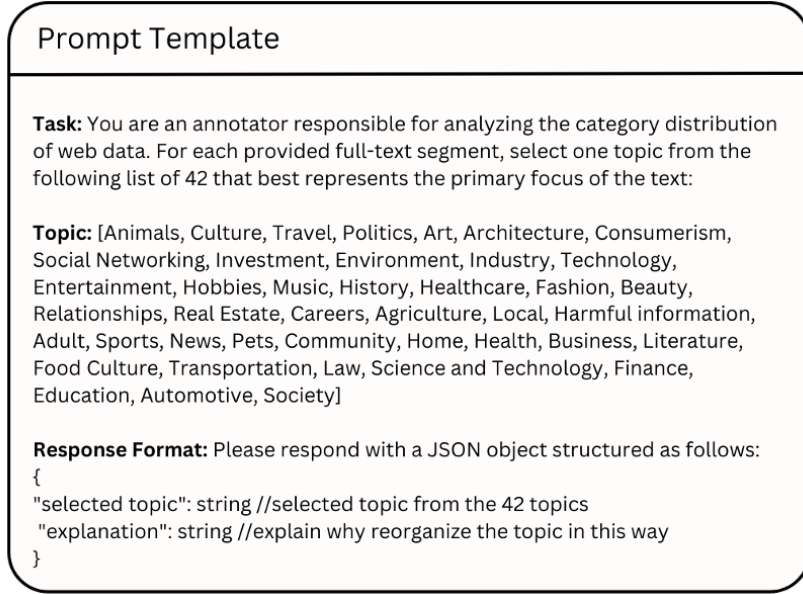 Prompt Template
Task: You are an annotator responsible for analyzing the category distribution
of web data. For each provided full-text segment, select one topic from the
following list of 42 that best represents the primary focus of the text:
Topic: [Animals, Culture, Travel, Politics, Art, Architecture, Consumerism,
Social Networking, Investment, Environment, Industry, Technology,
Entertainment, Hobbies, Music, History, Healthcare, Fashion, Beauty,
Relationships, Real Estate, Careers, Agriculture, Local, Harmful information,
Adult, Sports, News, Pets, Community, Home, Health, Business, Literature,
Food Culture, Transportation, Law, Science and Technology, Finance,
Education, Automotive, Society]
Response Format: Please respond with a JSON object structured as follows:
{
"selected topic": string //selected topic from the 42 topics
"explanation": string //explain why reorganize the topic in this way
}